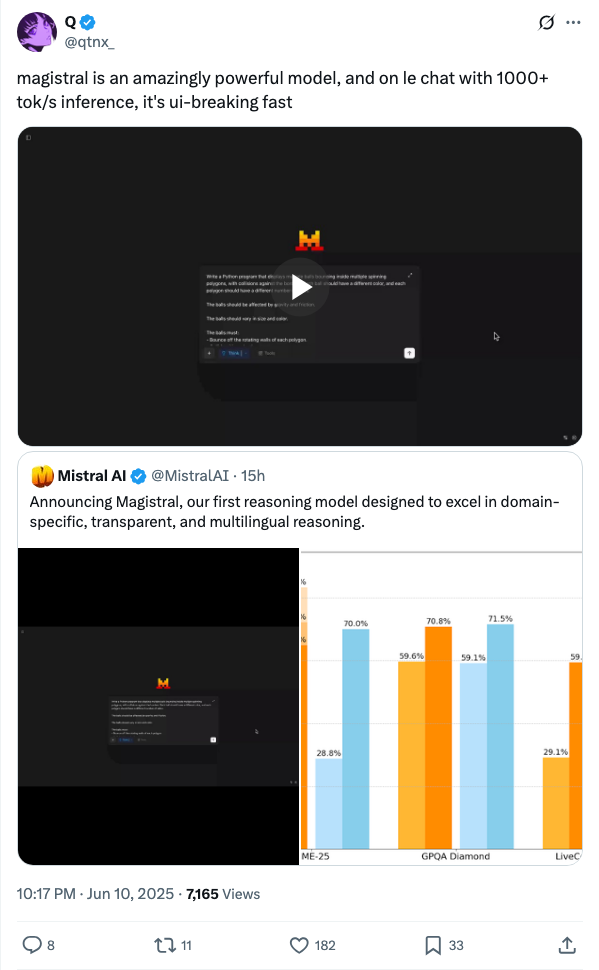 Q
@qtnx_
magistral is an amazingly powerful model, and on le chat with 1000+
tok/s inference, it's ui-breaking fast
Write a Python program that displays multiple balls bouncing inside multiple spinning
polygons, with collisions against the ball should have a different color, and each
polygon should have a different number
The balls should be affected by gravity and friction.
The balls should vary in size and color.
The balls must:
- Bounce off the rotating walls of each polygon.
Think
Tools
Mistral AI @MistralAI · 15h
Announcing Magistral, our first reasoning model designed to excel in domain-
specific, transparent, and multilingual reasoning.
%
%
%
28.8%
70.0%
59.6%
70.8%
59.1%
71.5%
29.1%
59.
ME-25
GPQA Diamond
LiveC
10:17 PM · Jun 10, 2025 · 7,165 Views
8
11
182
33